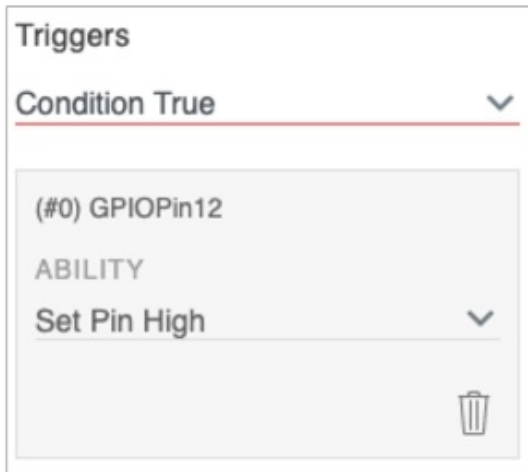 Triggers
Condition True
(#0) GPIOPin12
ABILITY
Set Pin High